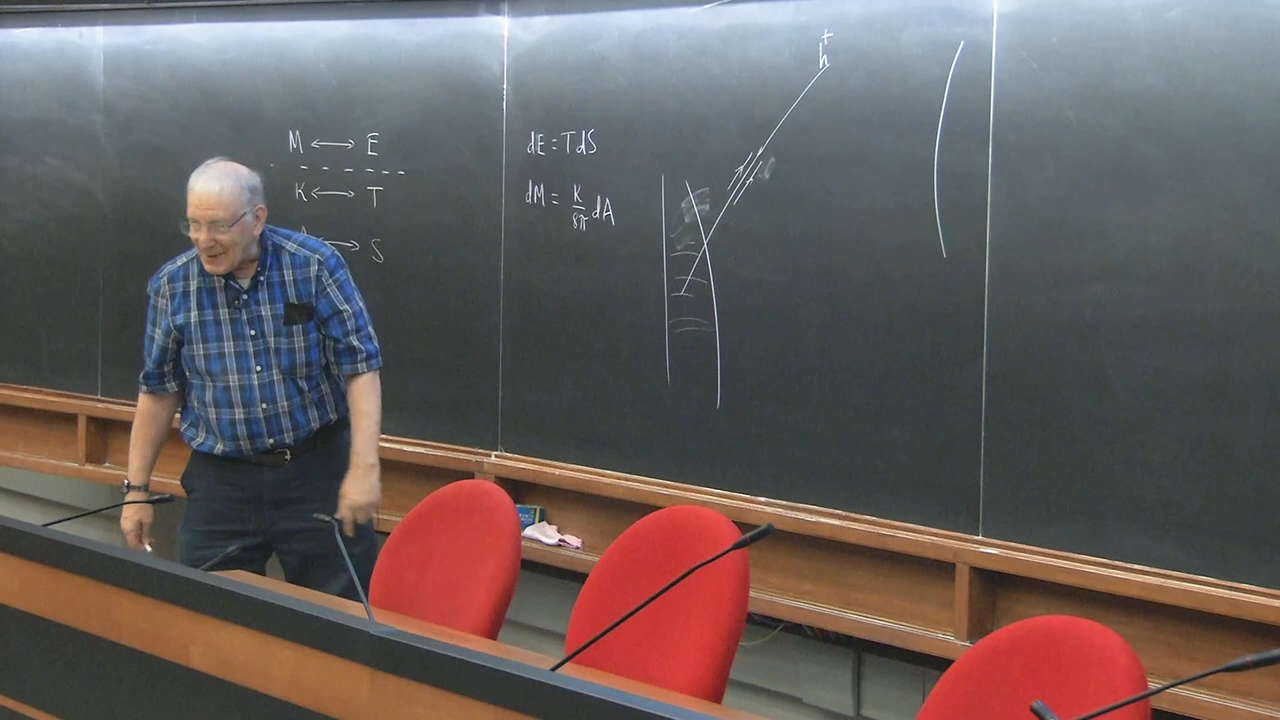 M ⟷ E
- - - - - - -
K ⟷ T
⟷ S
dE = TdS
dM = K/8π dA
h⁺